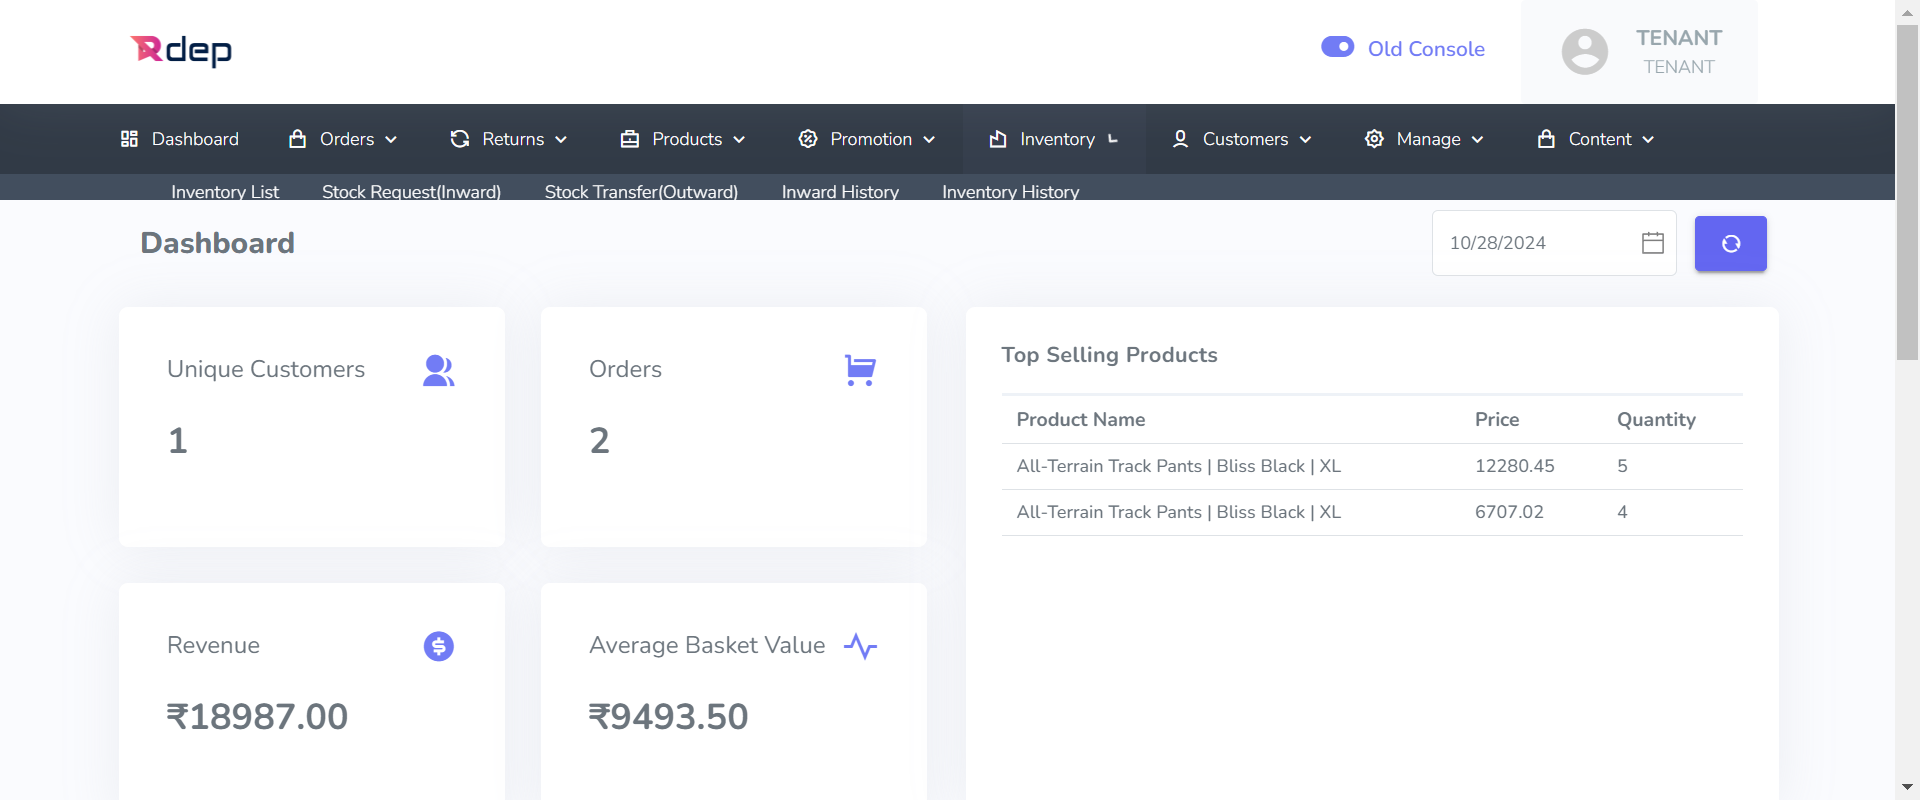 Rdep
Old Console
TENANT
TENANT
Dashboard Orders Returns Products Promotion Inventory Customers Manage Content
Inventory List Stock Request(Inward) Stock Transfer(Outward) Inward History Inventory History
Dashboard
10/28/2024
Unique Customers
1
Orders
2
Top Selling Products
Product Name Price Quantity
All-Terrain Track Pants | Bliss Black | XL 12280.45 5
All-Terrain Track Pants | Bliss Black | XL 6707.02 4
Revenue
₹18987.00
Average Basket Value
₹9493.50